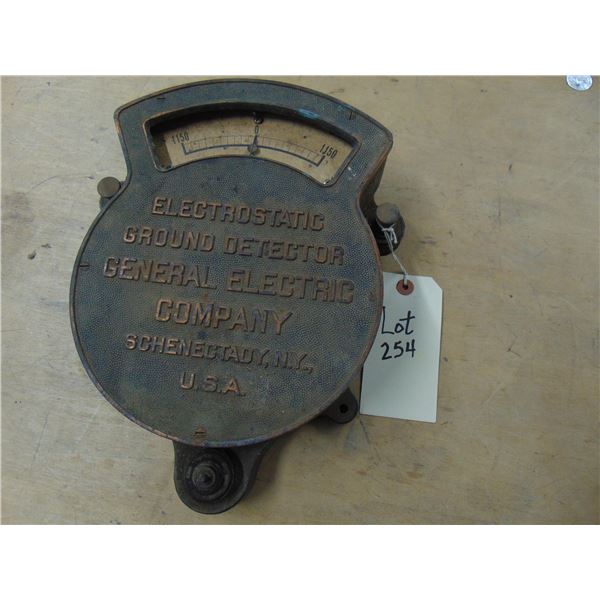 1150 0 1150
ELECTROSTATIC
GROUND DETECTOR
GENERAL ELECTRIC
COMPANY
SCHENECTADY, N.Y.,
U.S.A.
Lot
254